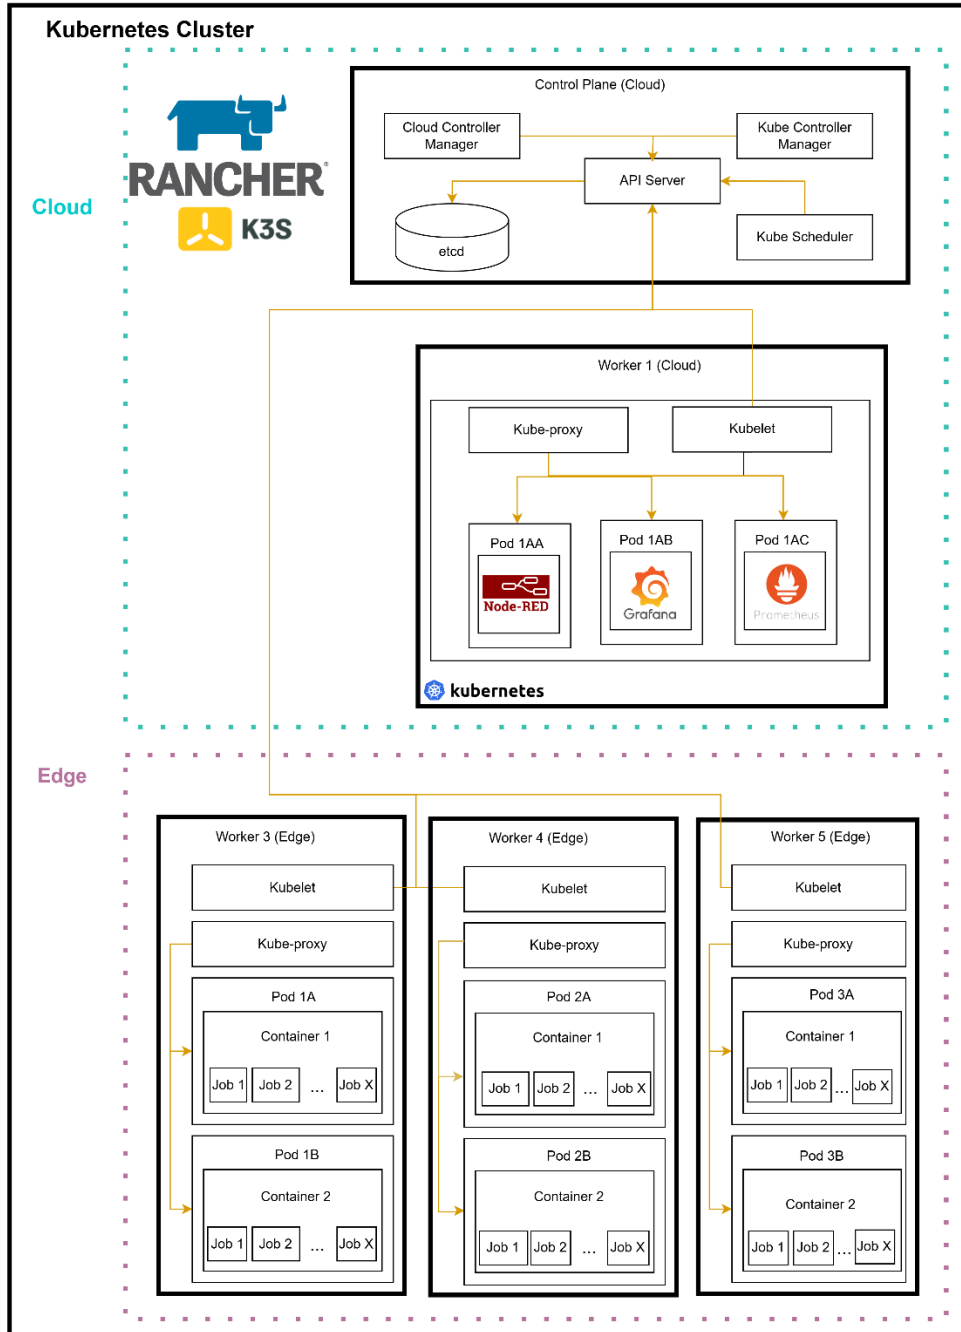 Kubernetes Cluster
Control Plane (Cloud)
Cloud Controller
Manager
Kube Controller
Manager
RANCHER®
API Server
Cloud
K3S
etcd
Kube Scheduler
Worker 1 (Cloud)
Kube-proxy
Kubelet
Pod 1AA
Pod 1AB
Pod 1AC
Node-RED
Grafana
Prometheus
kubernetes
Edge
Worker 3 (Edge)
Kubelet
Kube-proxy
Pod 1A
Container 1
Job 1
Job 2
...
Job X
Pod 1B
Container 2
Job 1
Job 2
...
Job X
Worker 4 (Edge)
Kubelet
Kube-proxy
Pod 2A
Container 1
Job 1
Job 2
...
Job X
Pod 2B
Container 2
Job 1
Job 2
...
Job X
Worker 5 (Edge)
Kubelet
Kube-proxy
Pod 3A
Container 1
Job 1
Job 2
...
Job X
Pod 3B
Container 2
Job 1
Job 2
...
Job X